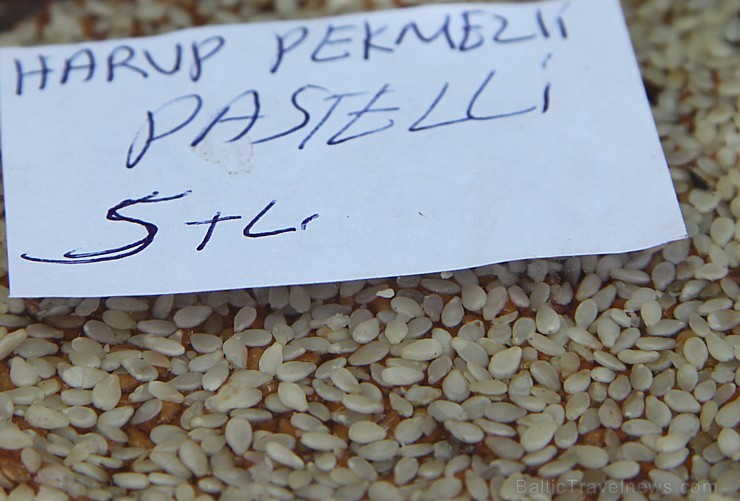 HARUP PEKMEZLİ
PASTELLİ
5 TL.
BalticTravelnews.com